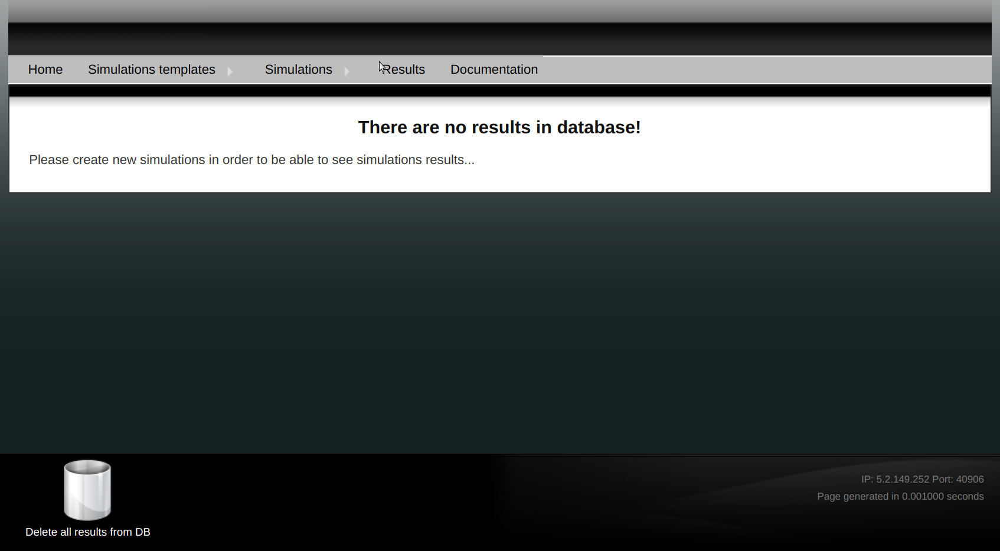 Home Simulations templates Simulations Results Documentation
There are no results in database!
Please create new simulations in order to be able to see simulations results...
IP: 5.2.149.252 Port: 40906
Page generated in 0.001000 seconds
Delete all results from DB